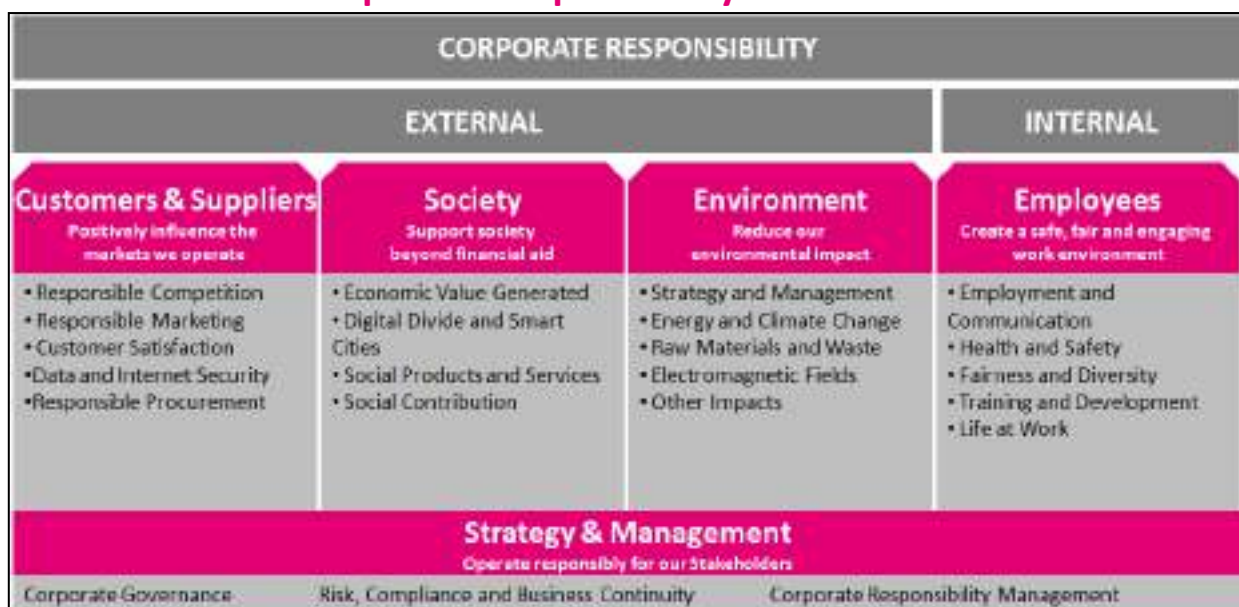 CORPORATE RESPONSIBILITY
EXTERNAL
INTERNAL
Customers & Suppliers
Positively influence the
markets we operate
• Responsible Competition
• Responsible Marketing
• Customer Satisfaction
•Data and Internet Security
•Responsible Procurement
Society
Support society
beyond financial aid
• Economic Value Generated
• Digital Divide and Smart
Cities
• Social Products and Services
• Social Contribution
Environment
Reduce our
environmental impact
• Strategy and Management
• Energy and Climate Change
• Raw Materials and Waste
• Electromagnetic Fields
• Other Impacts
Employees
Create a safe, fair and engaging
work environment
• Employment and
Communication
• Health and Safety
• Fairness and Diversity
• Training and Development
• Life at Work
Strategy & Management
Operate responsibly for our Stakeholders
Corporate Governance
Risk, Compliance and Business Continuity
Corporate Responsibility Management